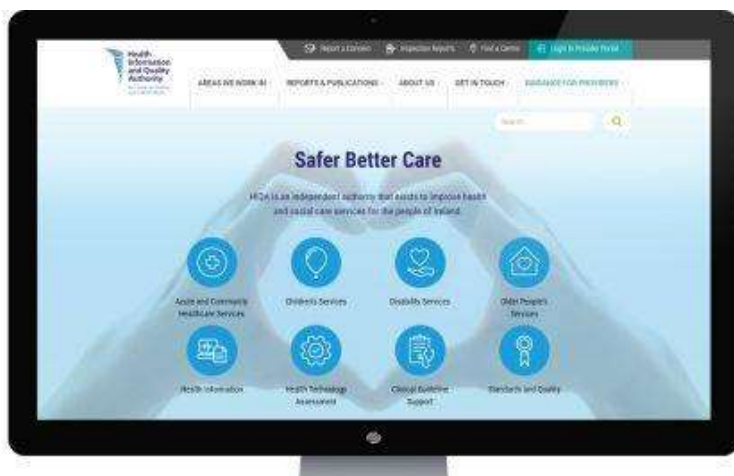 Report a Concern
Inspection Reports
Find a Centre
Login to Provider Portal
Health
Information
and Quality
Authority
AREAS WE WORK IN
REPORTS & PUBLICATIONS
ABOUT US
GET IN TOUCH
GUIDANCE FOR PROVIDERS
Search
Safer Better Care
HIQA is an independent authority that exists to improve health
and social care services for the people of Ireland.
Acute and Community
Healthcare Services
Children's Services
Disability Services
Older People's
Services
Health Information
Health Technology
Assessment
Clinical Guideline
Support
Standards and Quality